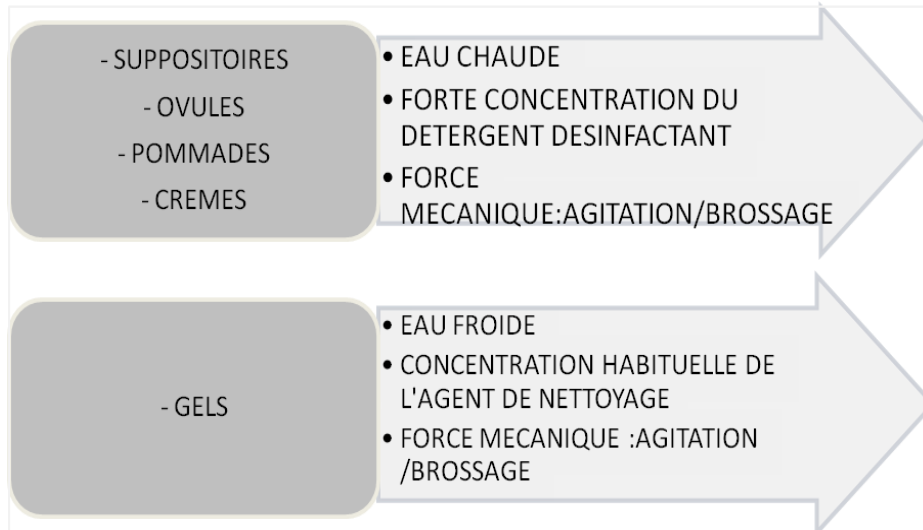 - SUPPOSITOIRES
- OVULES
- POMMADES
- CREMES
• EAU CHAUDE
• FORTE CONCENTRATION DU
DETERGENT DESINFACTANT
• FORCE
MECANIQUE:AGITATION/BROSSAGE
- GELS
• EAU FROIDE
• CONCENTRATION HABITUELLE DE
L'AGENT DE NETTOYAGE
• FORCE MECANIQUE :AGITATION
/BROSSAGE